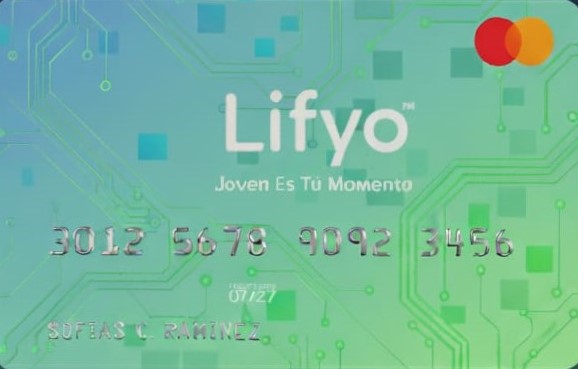 Lifyo™
Joven Es Tú Momento
3012 5678 9092 3456
07/27
SOFIAS C. RAMINEZ